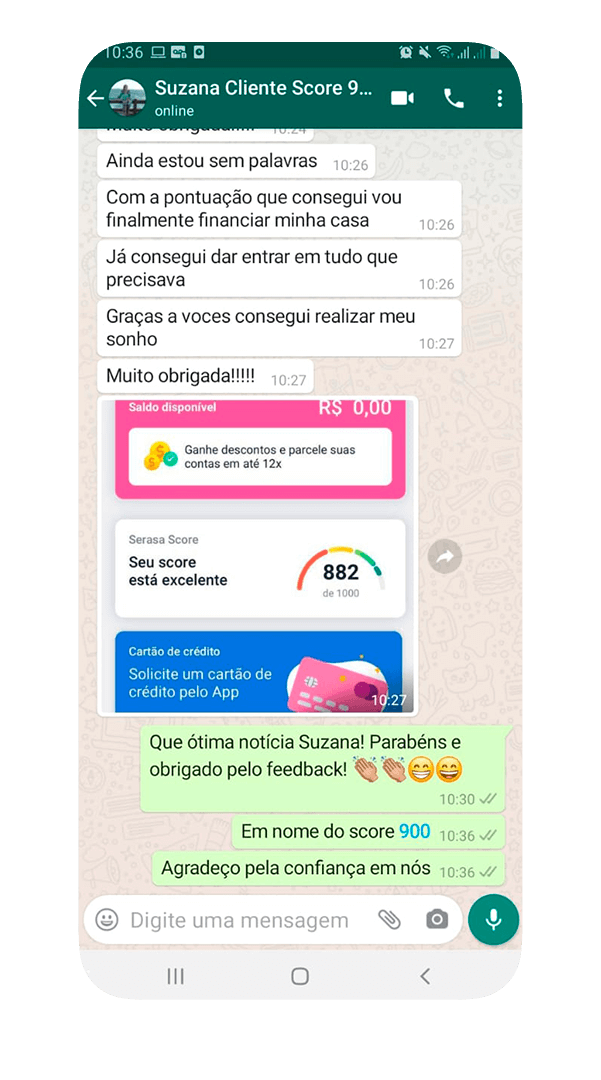 10:36
Suzana Cliente Score 9...
online
muito obrigada!!!!! 10:24
Ainda estou sem palavras 10:26
Com a pontuação que consegui vou
finalmente financiar minha casa 10:26
Já consegui dar entrar em tudo que
precisava 10:26
Graças a voces consegui realizar meu
sonho 10:27
Muito obrigada!!!!! 10:27
Saldo disponível R$ 0,00
Ganhe descontos e parcele suas
contas em até 12x
Serasa Score
Seu score
está excelente
882
de 1000
Cartão de crédito
Solicite um cartão de
crédito pelo App
10:27
Que ótima notícia Suzana! Parabéns e
obrigado pelo feedback! 👏👏😁😄
10:30
Em nome do score 900 10:36
Agradeço pela confiança em nós 10:36
Digite uma mensagem